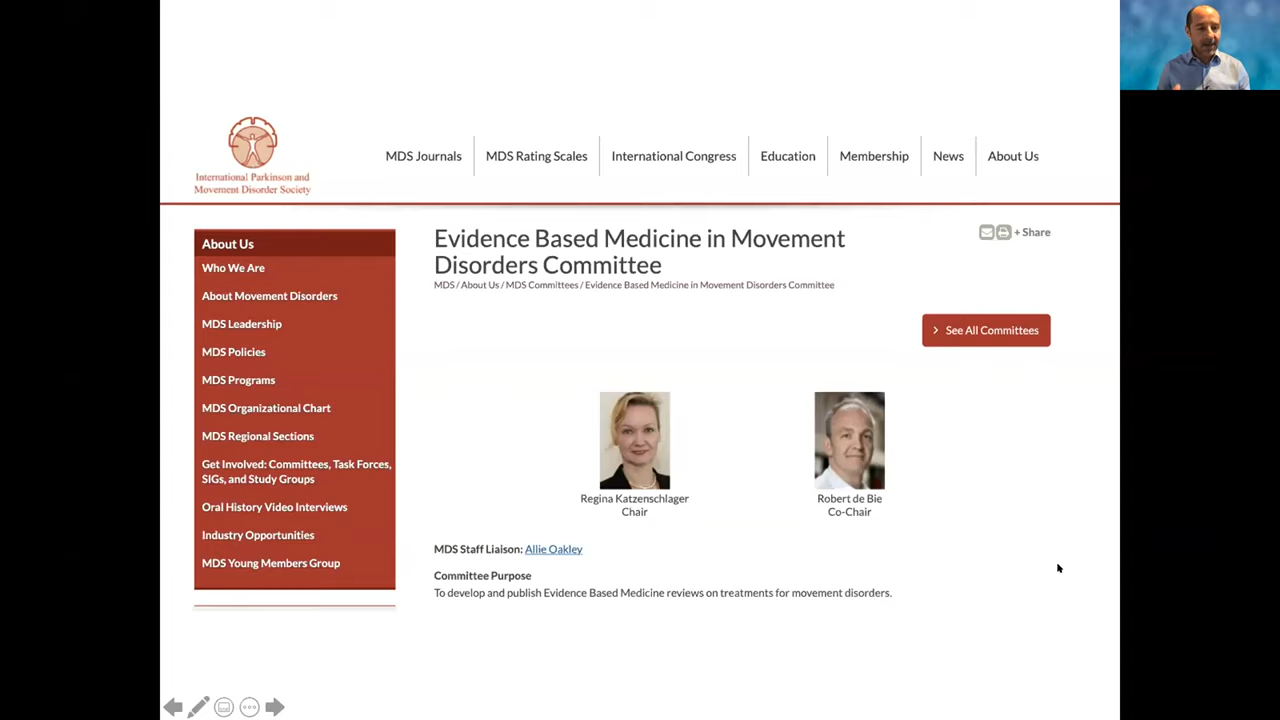 International Parkinson and
Movement Disorder Society
MDS Journals
MDS Rating Scales
International Congress
Education
Membership
News
About Us
About Us
Who We Are
About Movement Disorders
MDS Leadership
MDS Policies
MDS Programs
MDS Organizational Chart
MDS Regional Sections
Get Involved: Committees, Task Forces,
SIGs, and Study Groups
Oral History Video Interviews
Industry Opportunities
MDS Young Members Group
Evidence Based Medicine in Movement
Disorders Committee
MDS / About Us / MDS Committees / Evidence Based Medicine in Movement Disorders Committee
+ Share
See All Committees
Regina Katzenschlager
Chair
Robert de Bie
Co-Chair
MDS Staff Liaison: Allie Oakley
Committee Purpose
To develop and publish Evidence Based Medicine reviews on treatments for movement disorders.